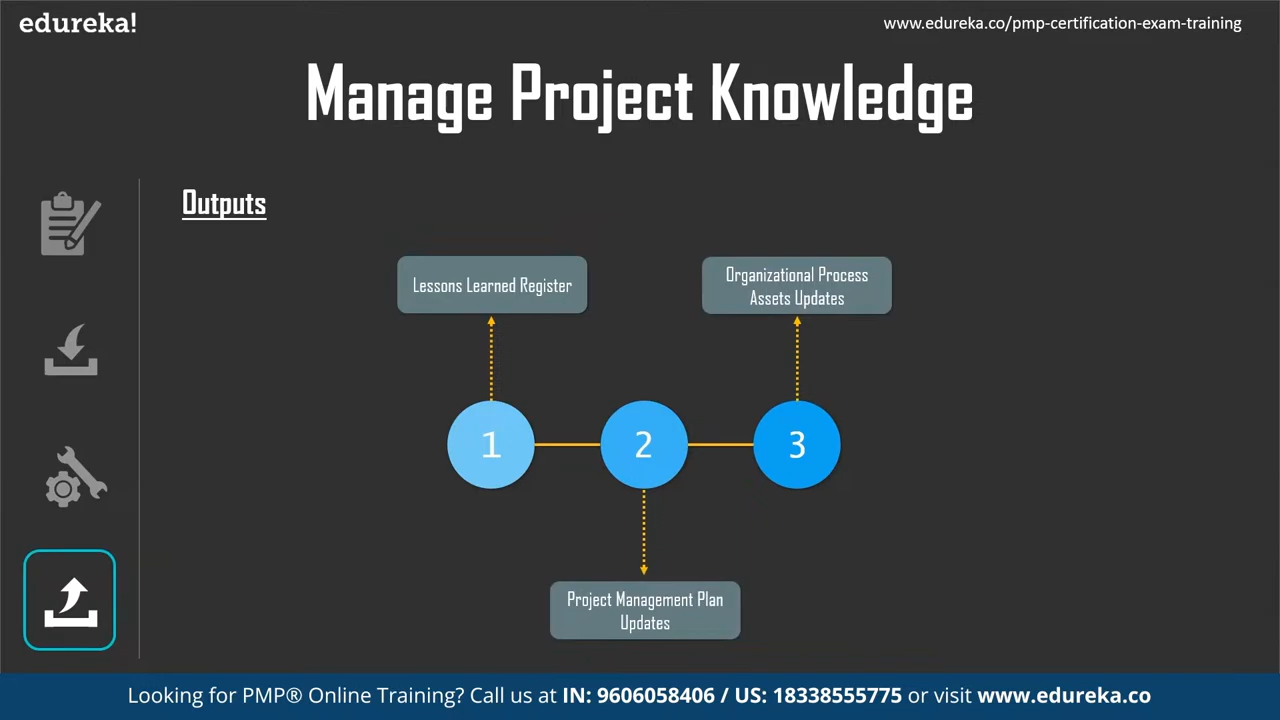 edureka!
www.edureka.co/pmp-certification-exam-training
Manage Project Knowledge
Outputs
Lessons Learned Register
Organizational Process
Assets Updates
1
2
3
Project Management Plan
Updates
Looking for PMP® Online Training? Call us at IN: 9606058406 / US: 18338555775 or visit www.edureka.co